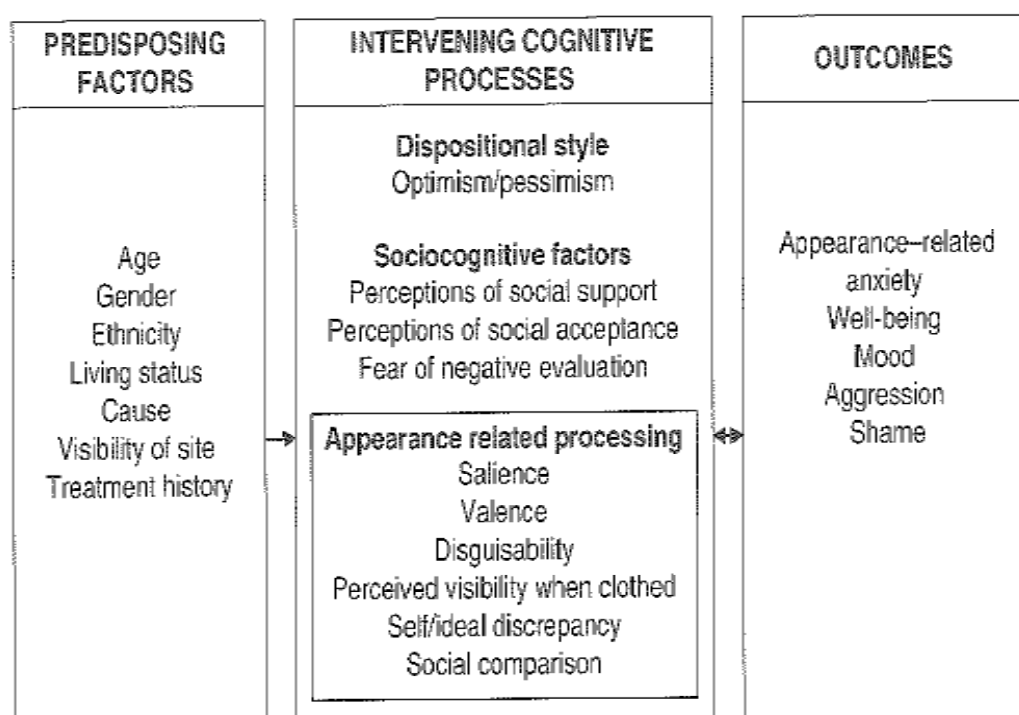 PREDISPOSING
FACTORS
Age
Gender
Ethnicity
Living status
Cause
Visibility of site
Treatment history
INTERVENING COGNITIVE
PROCESSES
Dispositional style
Optimism/pessimism
Sociocognitive factors
Perceptions of social support
Perceptions of social acceptance
Fear of negative evaluation
Appearance related processing
Salience
Valence
Disguisability
Perceived visibility when clothed
Self/ideal discrepancy
Social comparison
OUTCOMES
Appearance–related
anxiety
Well-being
Mood
Aggression
Shame